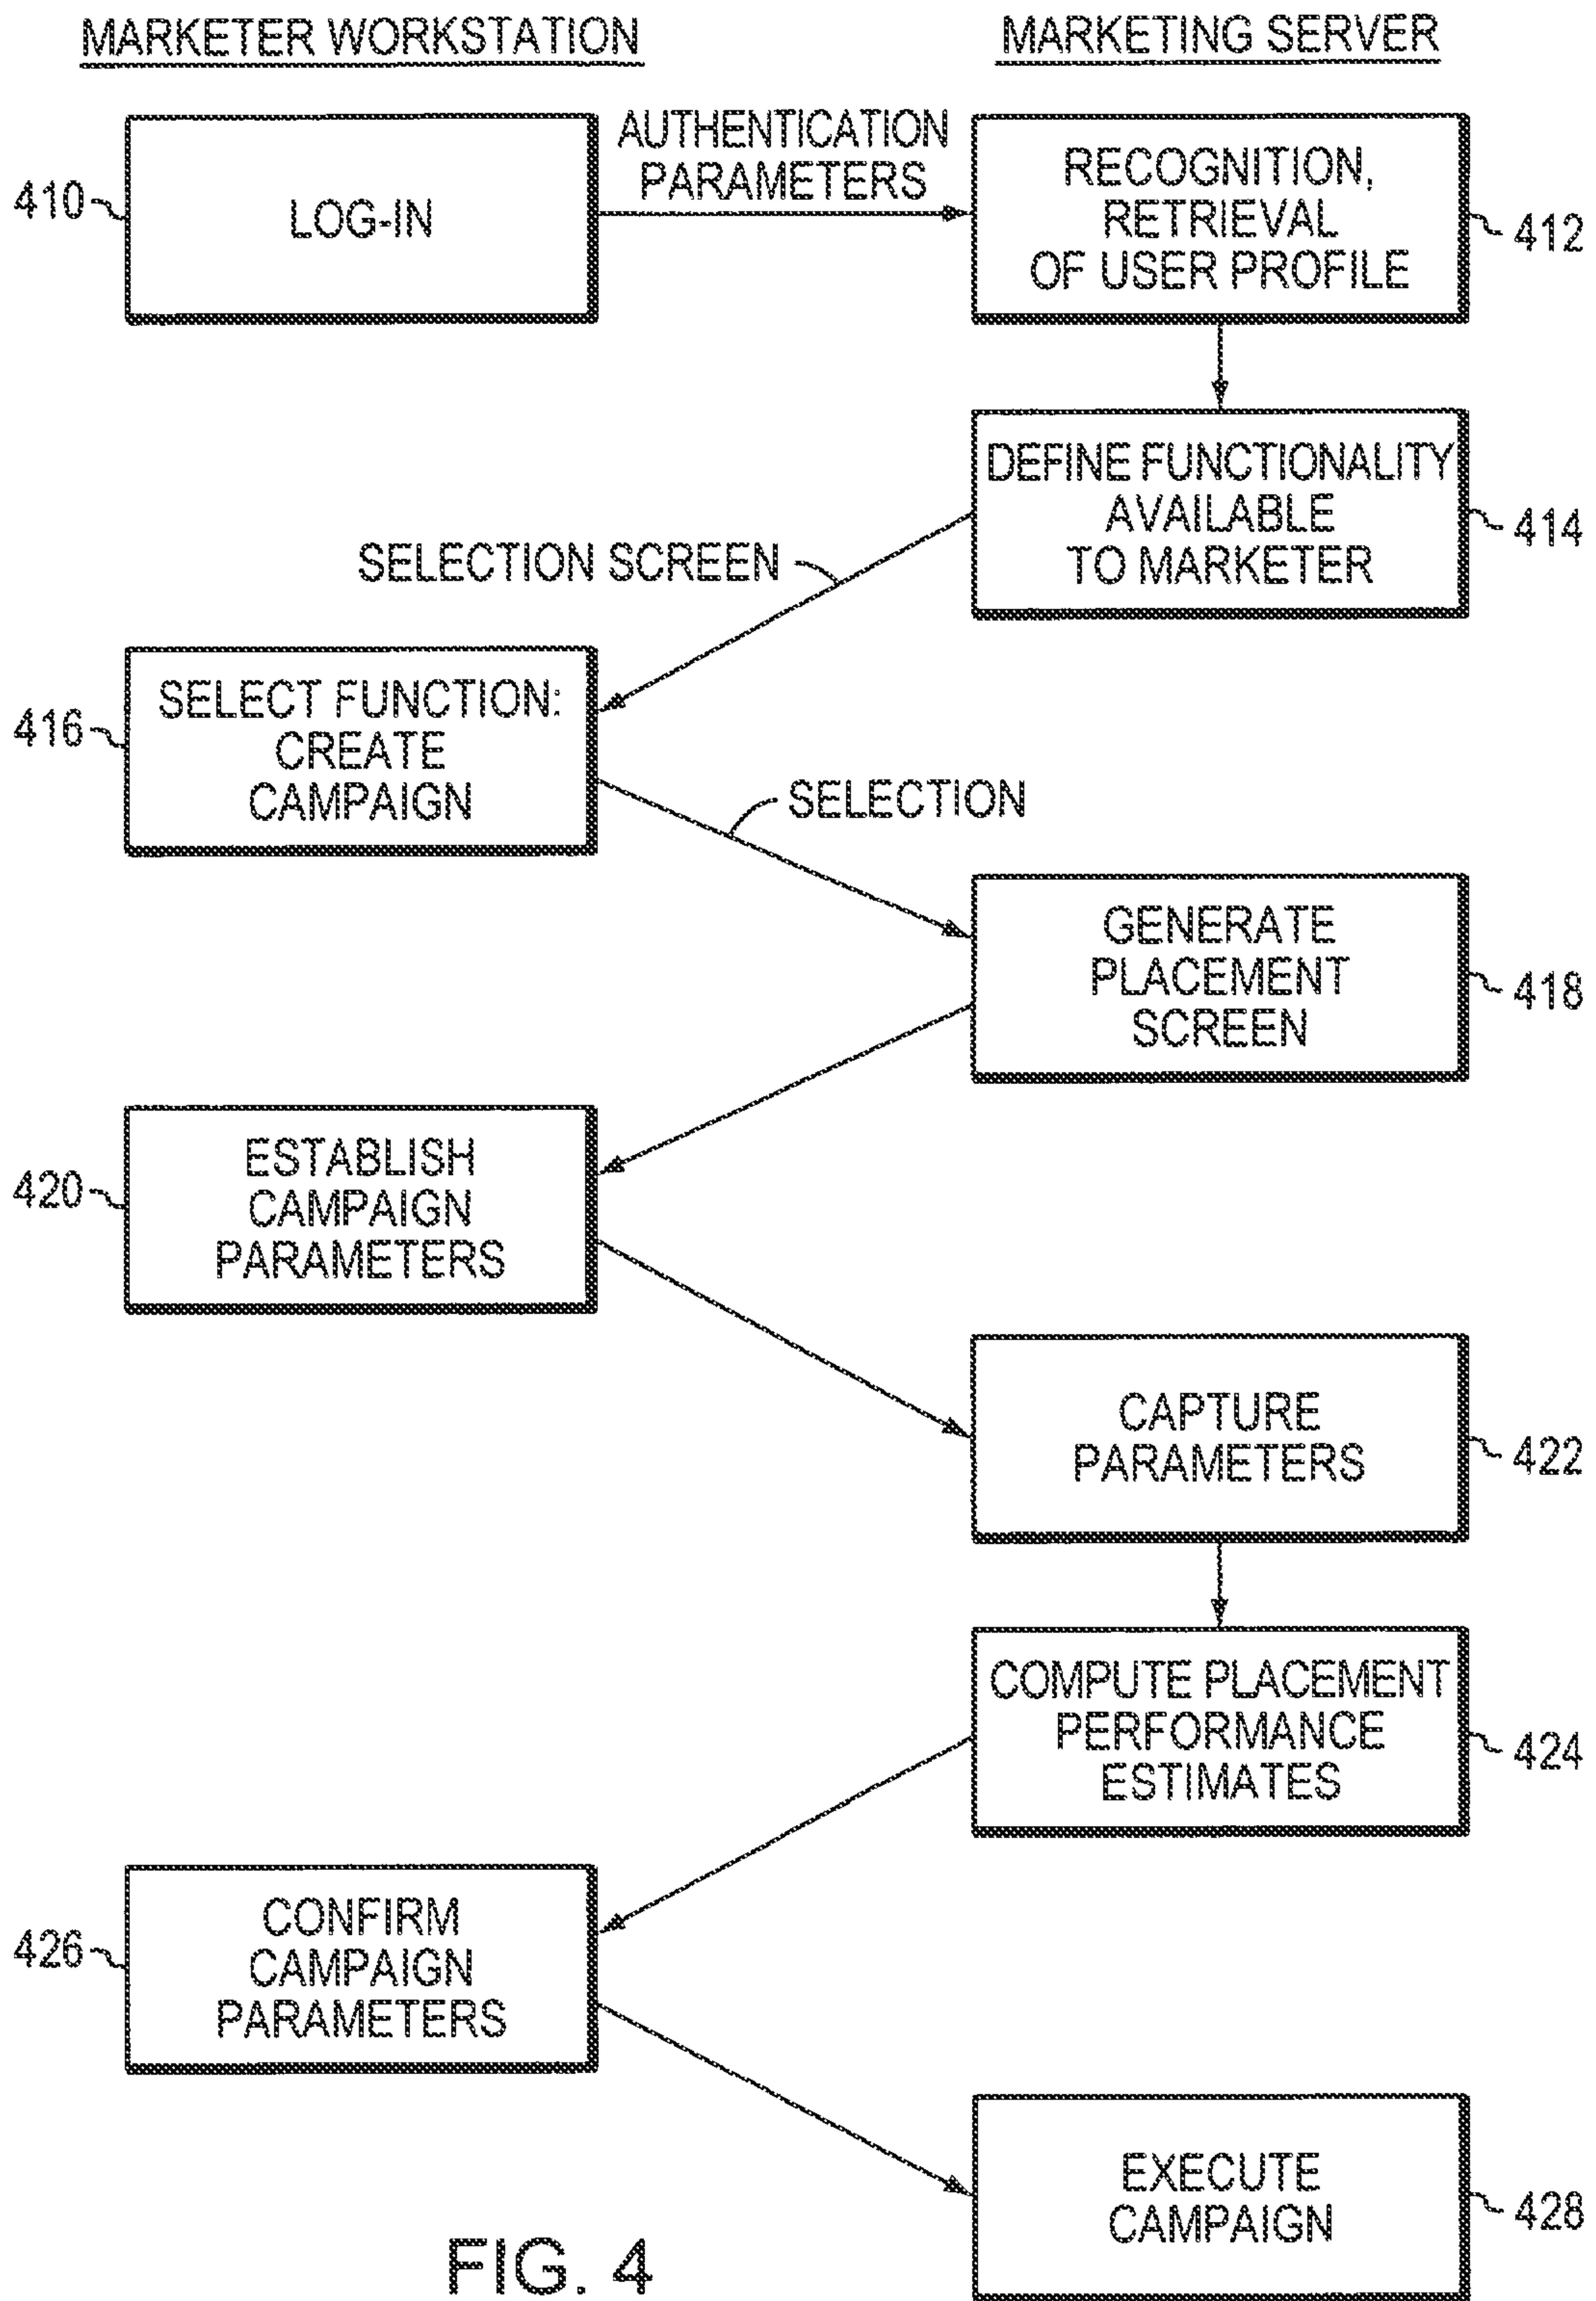 MARKETER WORKSTATION
MARKETING SERVER
410
LOG-IN
AUTHENTICATION
PARAMETERS
RECOGNITION,
RETRIEVAL
OF USER PROFILE
412
DEFINE FUNCTIONALITY
AVAILABLE
TO MARKETER
414
SELECTION SCREEN
416
SELECT FUNCTION:
CREATE
CAMPAIGN
SELECTION
GENERATE
PLACEMENT
SCREEN
418
420
ESTABLISH
CAMPAIGN
PARAMETERS
CAPTURE
PARAMETERS
422
COMPUTE PLACEMENT
PERFORMANCE
ESTIMATES
424
426
CONFIRM
CAMPAIGN
PARAMETERS
EXECUTE
CAMPAIGN
428
FIG. 4